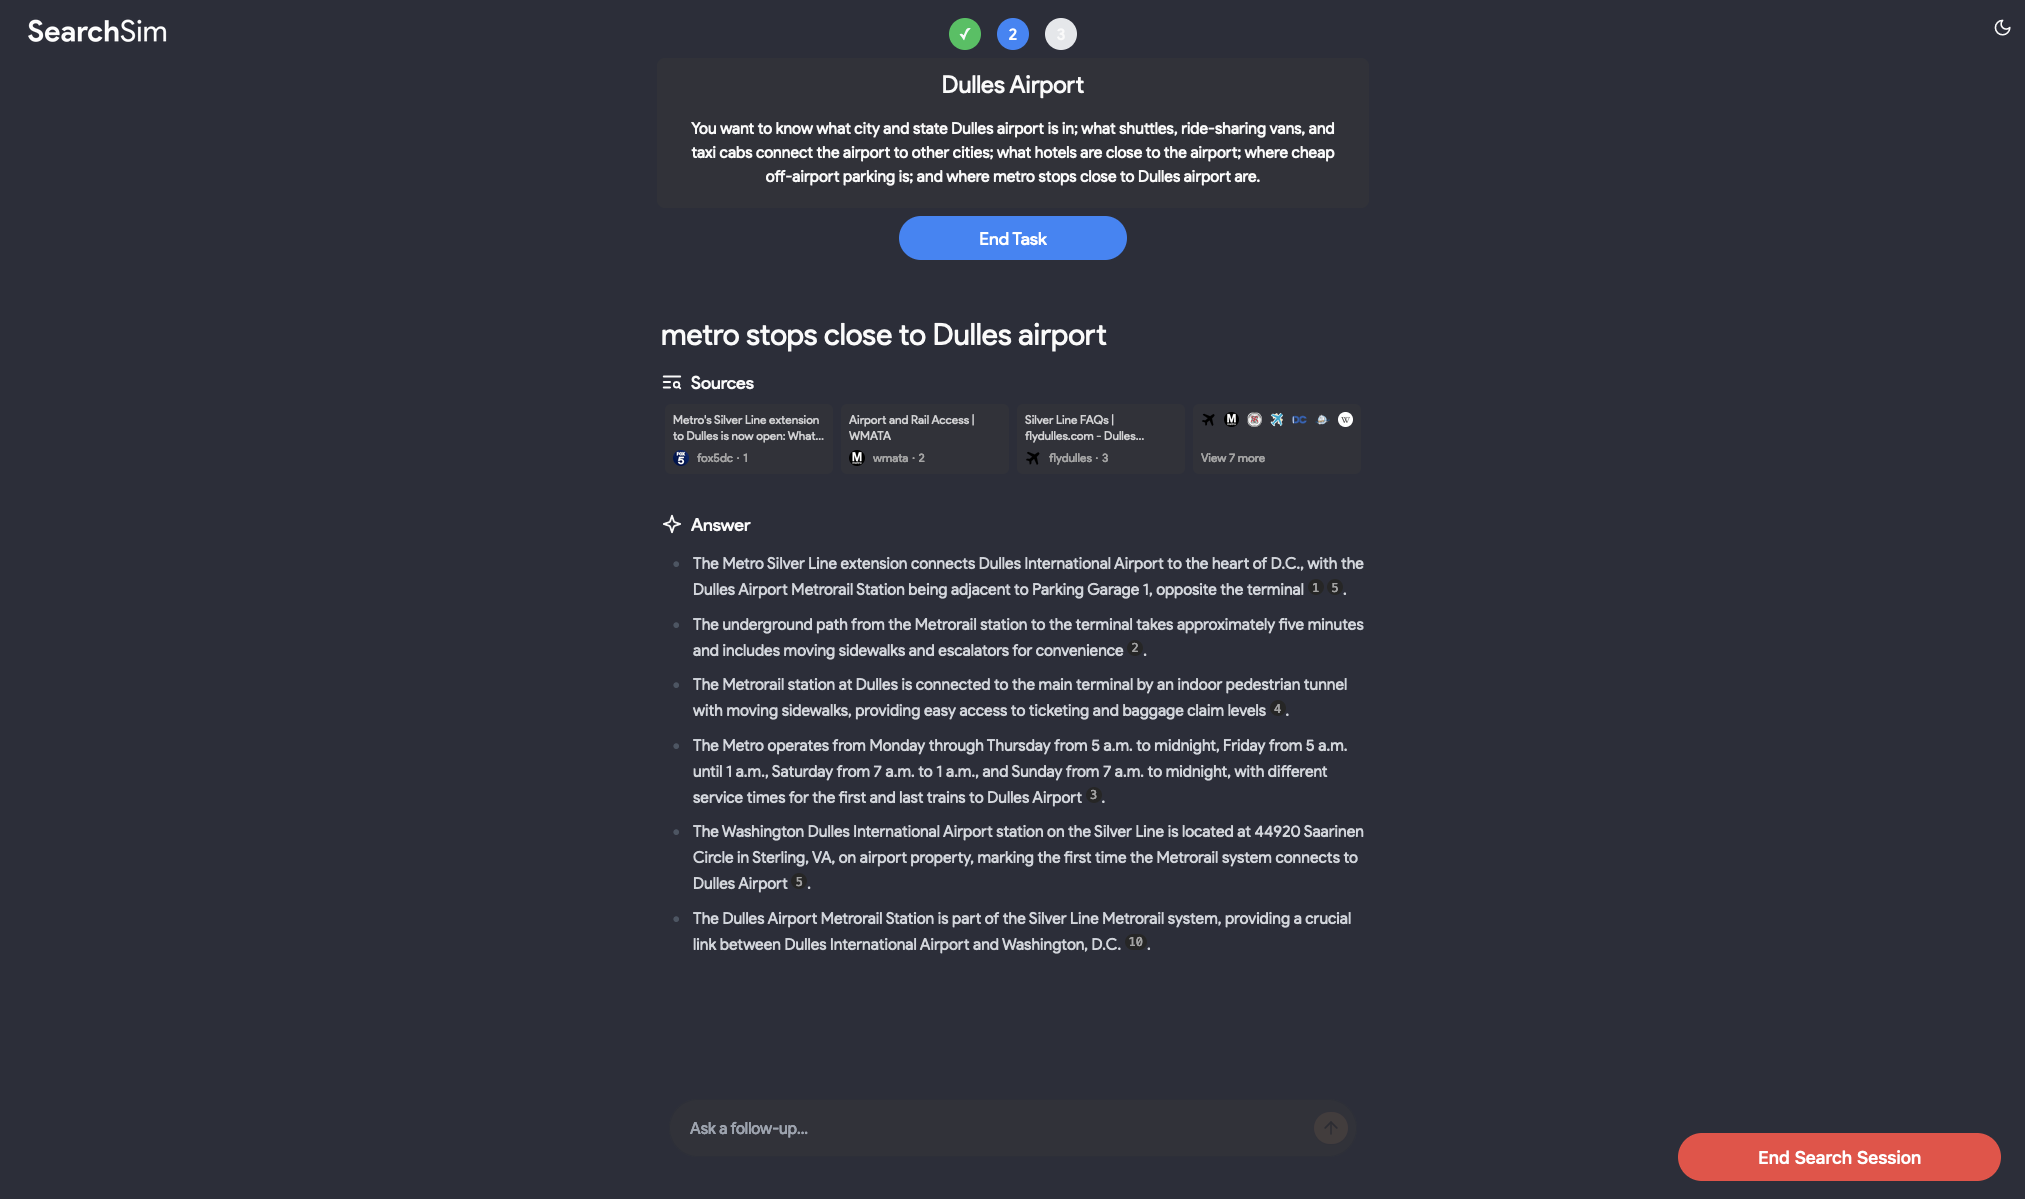 SearchSim
✓ 2 3
Dulles Airport
You want to know what city and state Dulles airport is in; what shuttles, ride-sharing vans, and
taxi cabs connect the airport to other cities; what hotels are close to the airport; where cheap
off-airport parking is; and where metro stops close to Dulles airport are.
End Task
metro stops close to Dulles airport
Sources
Metro's Silver Line extension
to Dulles is now open: What...
FOX 5 fox5dc · 1
Airport and Rail Access |
WMATA
M wmata · 2
Silver Line FAQs |
flydulles.com - Dulles...
flydulles · 3
M DC W
View 7 more
Answer
• The Metro Silver Line extension connects Dulles International Airport to the heart of D.C., with the
Dulles Airport Metrorail Station being adjacent to Parking Garage 1, opposite the terminal 1 5 .
• The underground path from the Metrorail station to the terminal takes approximately five minutes
and includes moving sidewalks and escalators for convenience 2 .
• The Metrorail station at Dulles is connected to the main terminal by an indoor pedestrian tunnel
with moving sidewalks, providing easy access to ticketing and baggage claim levels 4 .
• The Metro operates from Monday through Thursday from 5 a.m. to midnight, Friday from 5 a.m.
until 1 a.m., Saturday from 7 a.m. to 1 a.m., and Sunday from 7 a.m. to midnight, with different
service times for the first and last trains to Dulles Airport 3 .
• The Washington Dulles International Airport station on the Silver Line is located at 44920 Saarinen
Circle in Sterling, VA, on airport property, marking the first time the Metrorail system connects to
Dulles Airport 5 .
• The Dulles Airport Metrorail Station is part of the Silver Line Metrorail system, providing a crucial
link between Dulles International Airport and Washington, D.C. 10 .
Ask a follow-up...
End Search Session